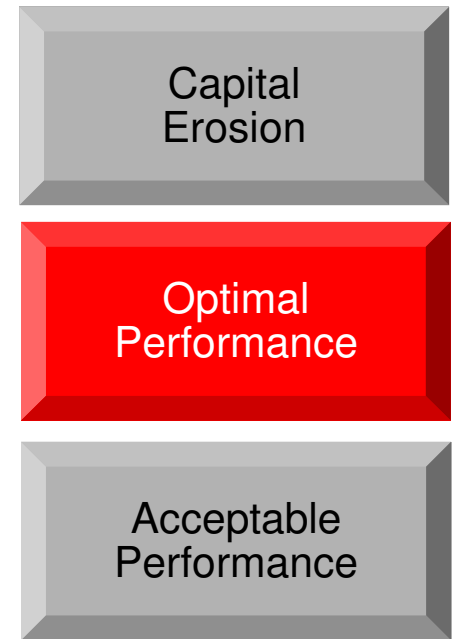 Capital
Erosion
Optimal
Performance
Acceptable
Performance